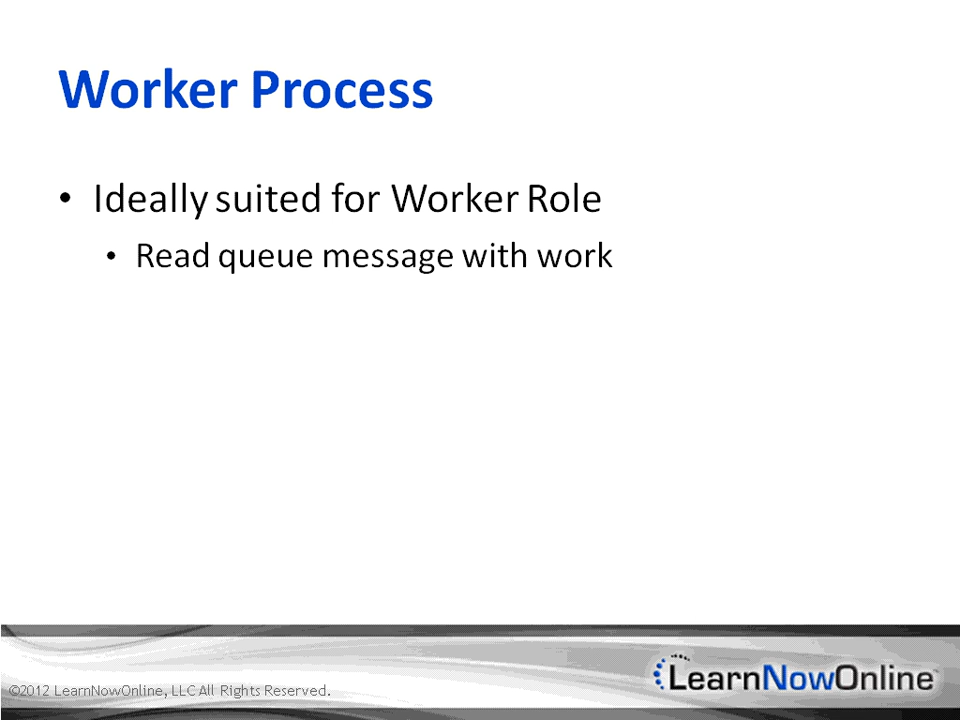 Worker Process
• Ideally suited for Worker Role
• Read queue message with work
©2012 LearnNowOnline, LLC All Rights Reserved.
LearnNowOnline